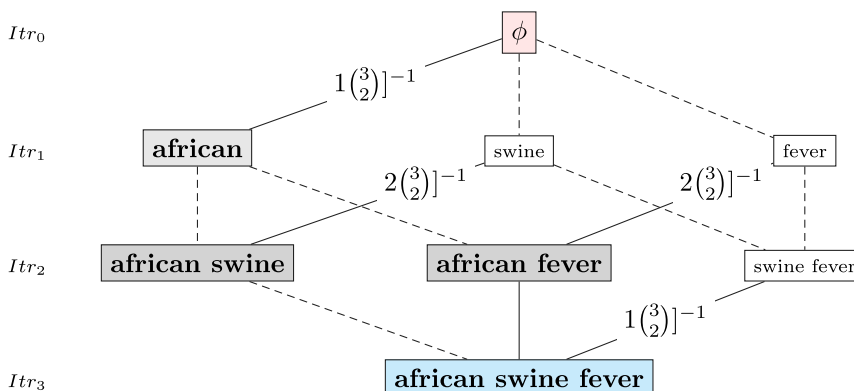 Itr₀ ϕ
1(3 2)]⁻¹
Itr₁ african swine fever
2(3 2)]⁻¹ 2(3 2)]⁻¹
Itr₂ african swine african fever swine fever
1(3 2)]⁻¹
Itr₃ african swine fever